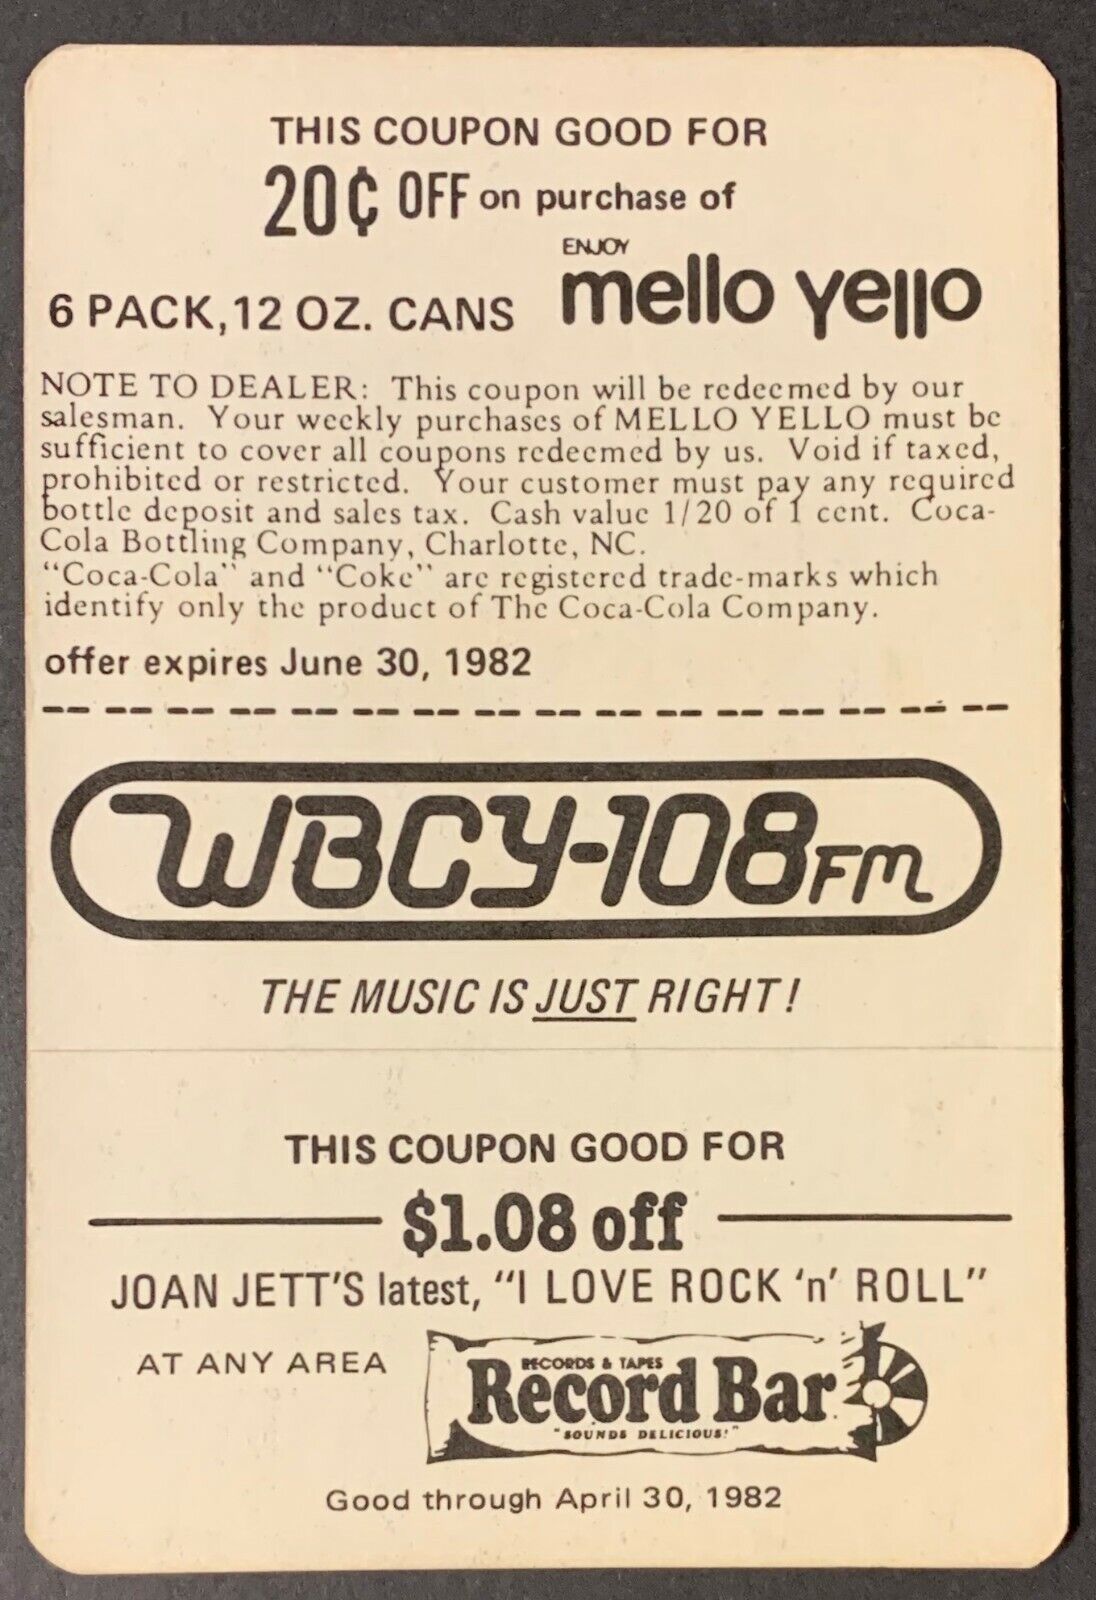 THIS COUPON GOOD FOR
20¢ OFF on purchase of
ENJOY
6 PACK, 12 OZ. CANS mello yello
NOTE TO DEALER: This coupon will be redeemed by our
salesman. Your weekly purchases of MELLO YELLO must be
sufficient to cover all coupons redeemed by us. Void if taxed,
prohibited or restricted. Your customer must pay any required
bottle deposit and sales tax. Cash value 1/20 of 1 cent. Coca-
Cola Bottling Company, Charlotte, NC.
"Coca-Cola" and "Coke" are registered trade-marks which
identify only the product of The Coca-Cola Company.
offer expires June 30, 1982
WBCY-108FM
THE MUSIC IS JUST RIGHT!
THIS COUPON GOOD FOR
$1.08 off
JOAN JETT'S latest, "I LOVE ROCK 'n' ROLL"
AT ANY AREA
RECORDS & TAPES
Record Bar
"SOUNDS DELICIOUS!"
Good through April 30, 1982